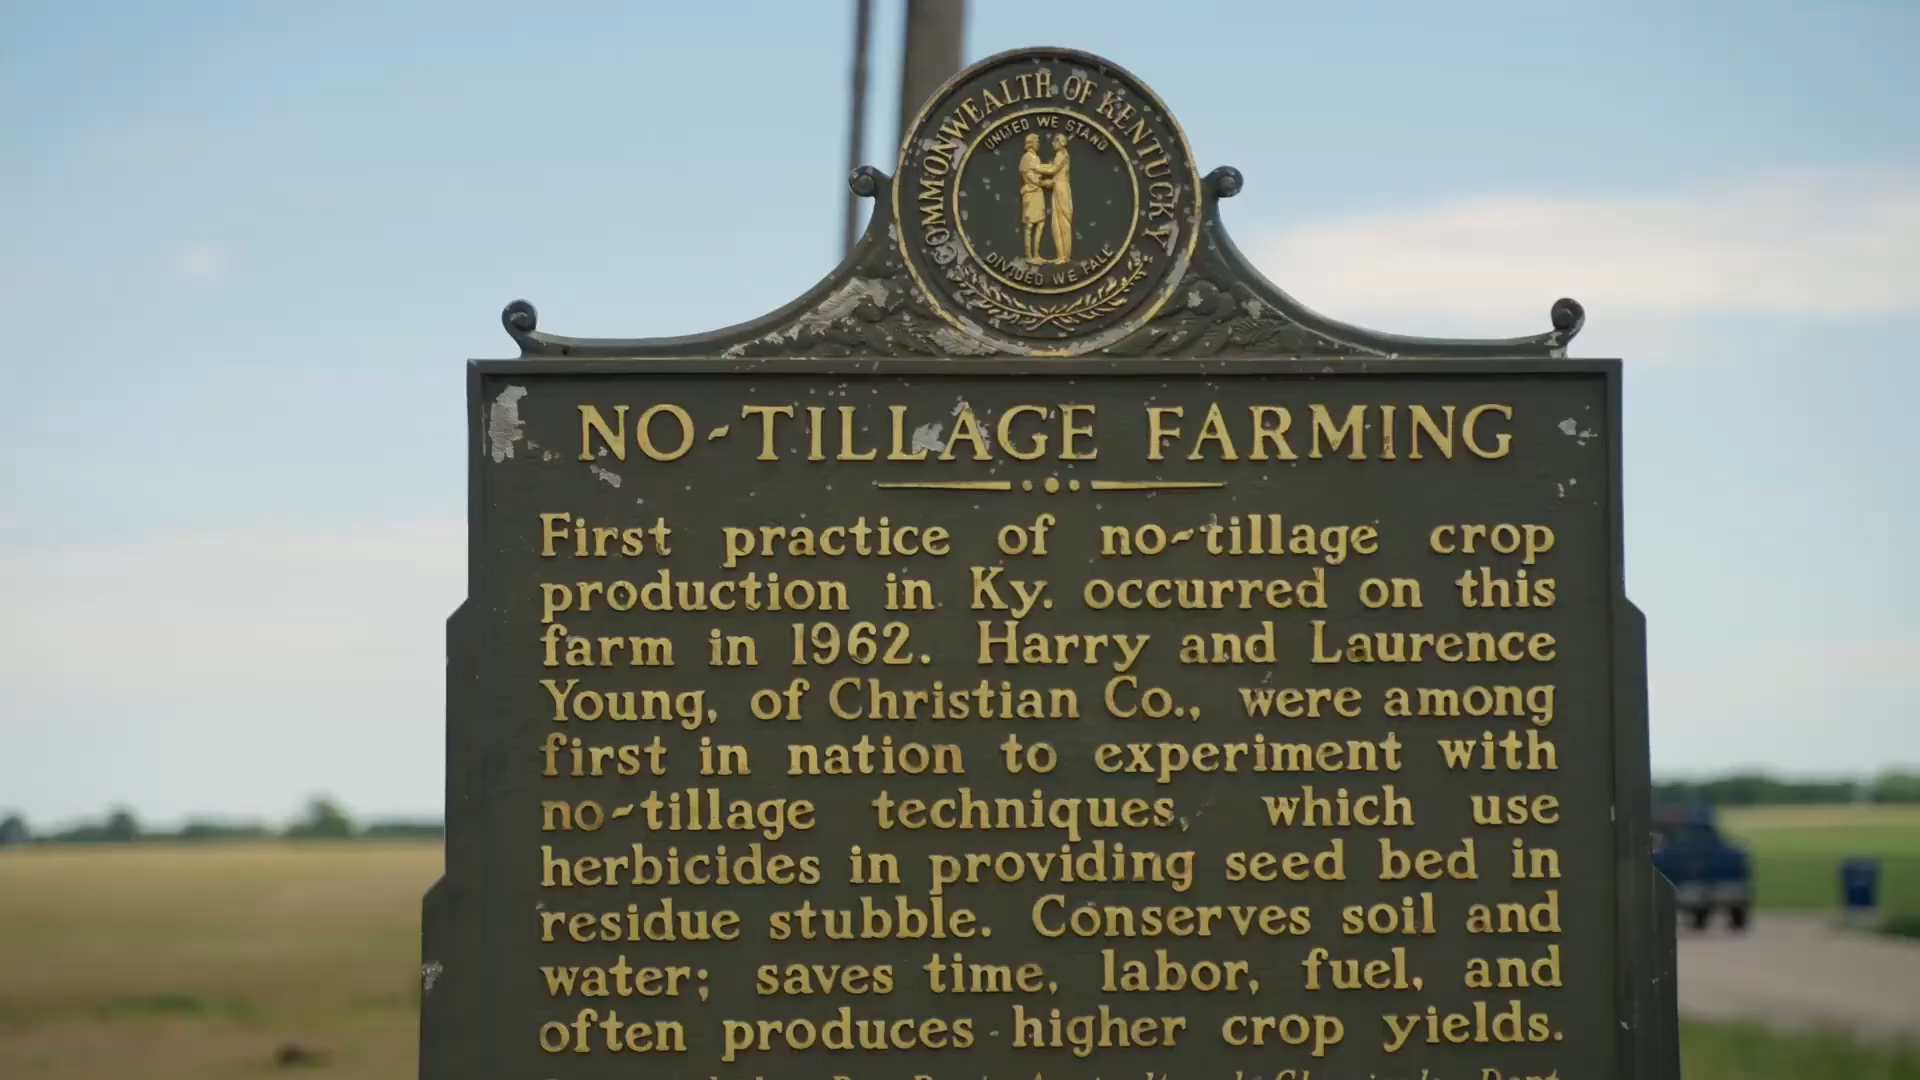 COMMONWEALTH OF KENTUCKY
UNITED WE STAND
DIVIDED WE FALL
NO-TILLAGE FARMING
First practice of no-tillage crop
production in Ky. occurred on this
farm in 1962. Harry and Laurence
Young, of Christian Co., were among
first in nation to experiment with
no-tillage techniques, which use
herbicides in providing seed bed in
residue stubble. Conserves soil and
water; saves time, labor, fuel, and
often produces higher crop yields.